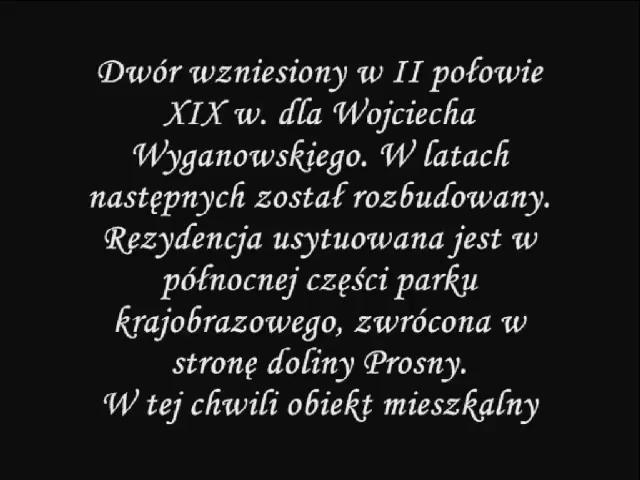 Dwór wzniesiony w II połowie
XIX w. dla Wojciecha
Wyganowskiego. W latach
następnych został rozbudowany.
Rezydencja usytuowana jest w
północnej części parku
krajobrazowego, zwrócona w
stronę doliny Prosny.
W tej chwili obiekt mieszkalny